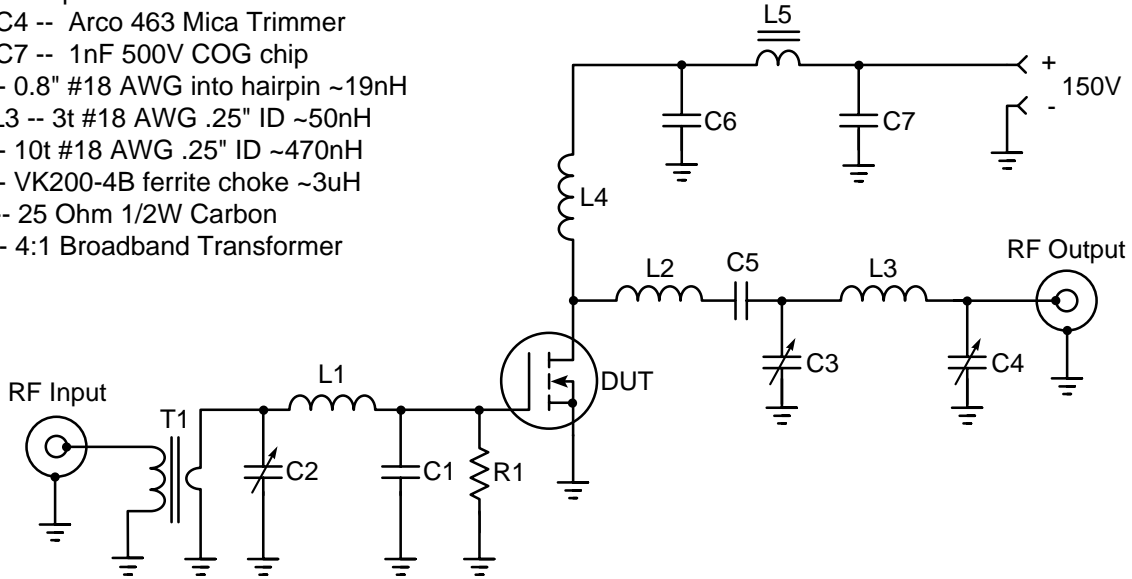 C4 -- Arco 463 Mica Trimmer
C7 -- 1nF 500V COG chip
- 0.8" #18 AWG into hairpin ~19nH
L3 -- 3t #18 AWG .25" ID ~50nH
- 10t #18 AWG .25" ID ~470nH
- VK200-4B ferrite choke ~3uH
-- 25 Ohm 1/2W Carbon
- 4:1 Broadband Transformer
L5
+
150V
-
C6
C7
L4
RF Output
L2
C5
L3
C3
C4
DUT
RF Input
T1
L1
C2
C1
R1